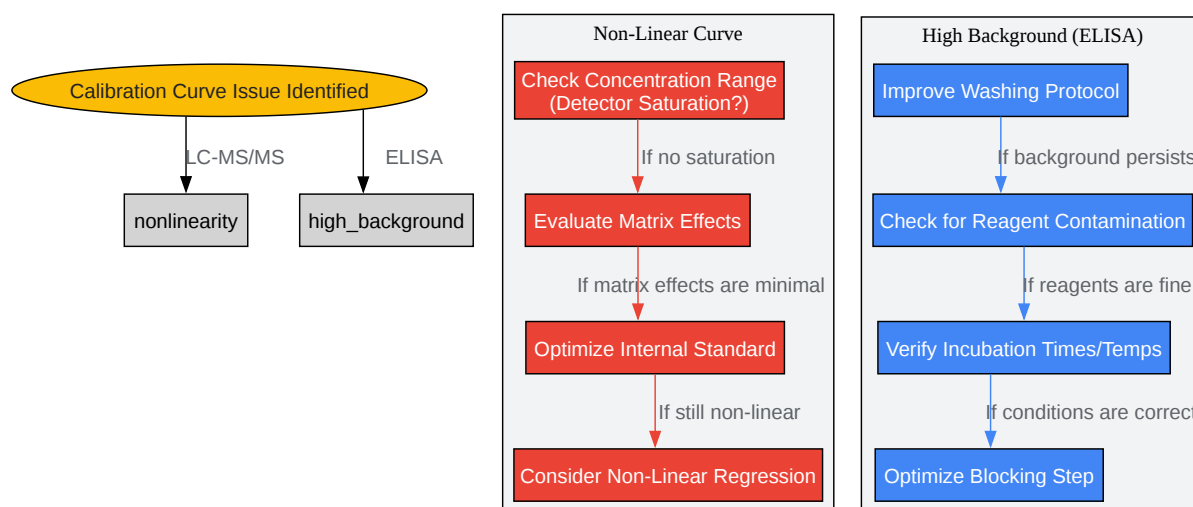 Calibration Curve Issue Identified
LC-MS/MS
ELISA
nonlinearity
high_background
Non-Linear Curve
Check Concentration Range
(Detector Saturation?)
If no saturation
Evaluate Matrix Effects
If matrix effects are minimal
Optimize Internal Standard
If still non-linear
Consider Non-Linear Regression
High Background (ELISA)
Improve Washing Protocol
If background persists
Check for Reagent Contamination
If reagents are fine
Verify Incubation Times/Temps
If conditions are correct
Optimize Blocking Step